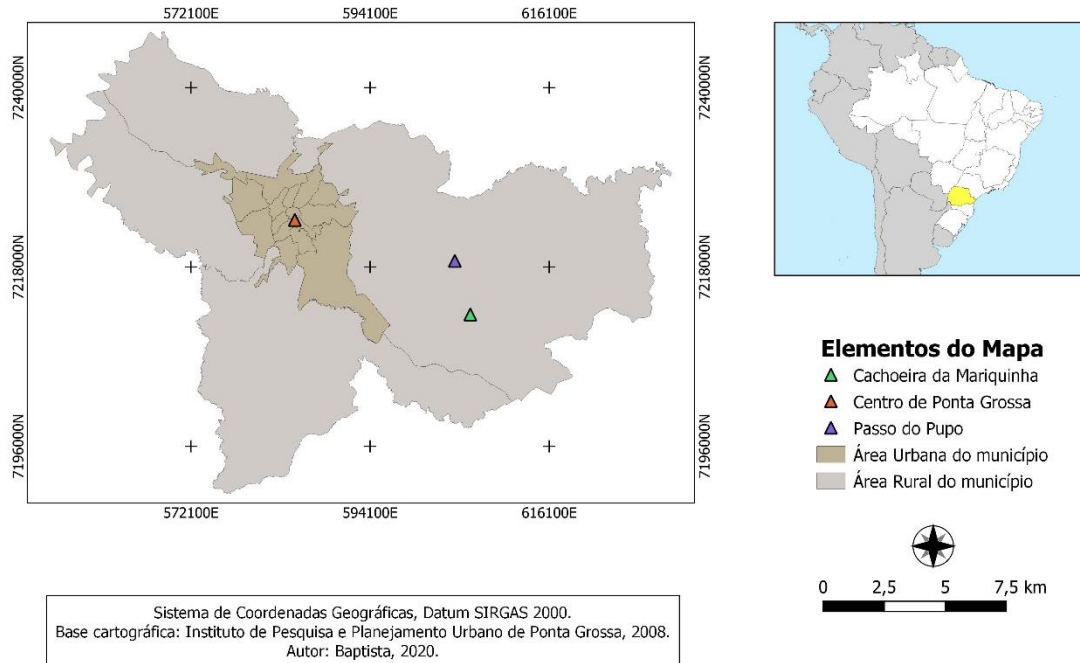 572100E
594100E
616100E
7240000N
7240000N
7218000N
7218000N
7196000N
7196000N
572100E
594100E
616100E
Elementos do Mapa
Cachoeira da Mariquinha
Centro de Ponta Grossa
Passo do Pupo
Área Urbana do município
Área Rural do município
0 2,5 5 7,5 km
Sistema de Coordenadas Geográficas, Datum SIRGAS 2000.
Base cartográfica: Instituto de Pesquisa e Planejamento Urbano de Ponta Grossa, 2008.
Autor: Baptista, 2020.